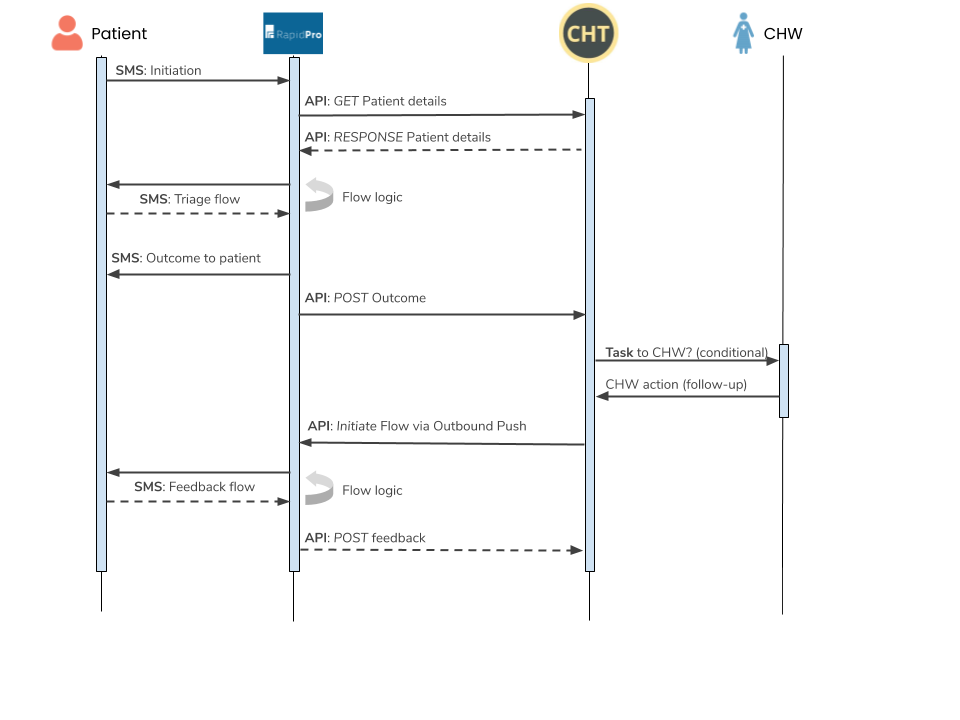 Patient
RapidPro
CHT
CHW
SMS: Initiation
API: GET Patient details
API: RESPONSE Patient details
Flow logic
SMS: Triage flow
SMS: Outcome to patient
API: POST Outcome
Task to CHW? (conditional)
CHW action (follow-up)
API: Initiate Flow via Outbound Push
SMS: Feedback flow
Flow logic
API: POST feedback